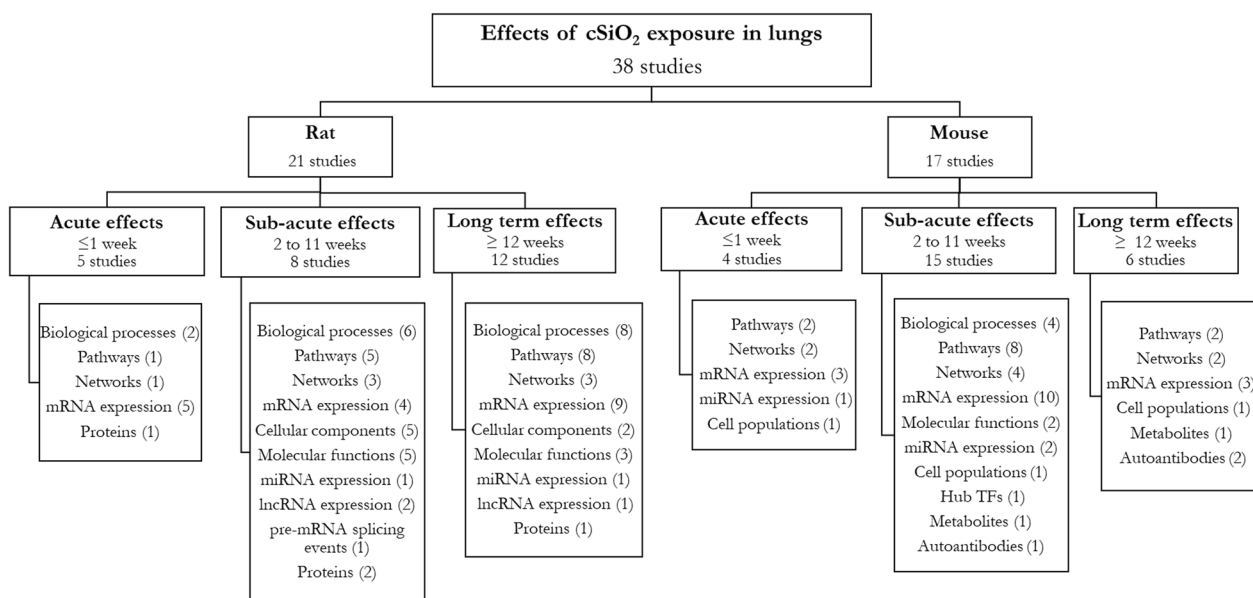 Effects of cSiO₂ exposure in lungs
38 studies
Rat
21 studies
Mouse
17 studies
Acute effects
≤1 week
5 studies
Sub-acute effects
2 to 11 weeks
8 studies
Long term effects
≥ 12 weeks
12 studies
Acute effects
≤1 week
4 studies
Sub-acute effects
2 to 11 weeks
15 studies
Long term effects
≥ 12 weeks
6 studies
Biological processes (2)
Pathways (1)
Networks (1)
mRNA expression (5)
Proteins (1)
Biological processes (6)
Pathways (5)
Networks (3)
mRNA expression (4)
Cellular components (5)
Molecular functions (5)
miRNA expression (1)
lncRNA expression (2)
pre-mRNA splicing
events (1)
Proteins (2)
Biological processes (8)
Pathways (8)
Networks (3)
mRNA expression (9)
Cellular components (2)
Molecular functions (3)
miRNA expression (1)
lncRNA expression (1)
Proteins (1)
Pathways (2)
Networks (2)
mRNA expression (3)
miRNA expression (1)
Cell populations (1)
Biological processes (4)
Pathways (8)
Networks (4)
mRNA expression (10)
Molecular functions (2)
miRNA expression (2)
Cell populations (1)
Hub TFs (1)
Metabolites (1)
Autoantibodies (1)
Pathways (2)
Networks (2)
mRNA expression (3)
Cell populations (1)
Metabolites (1)
Autoantibodies (2)